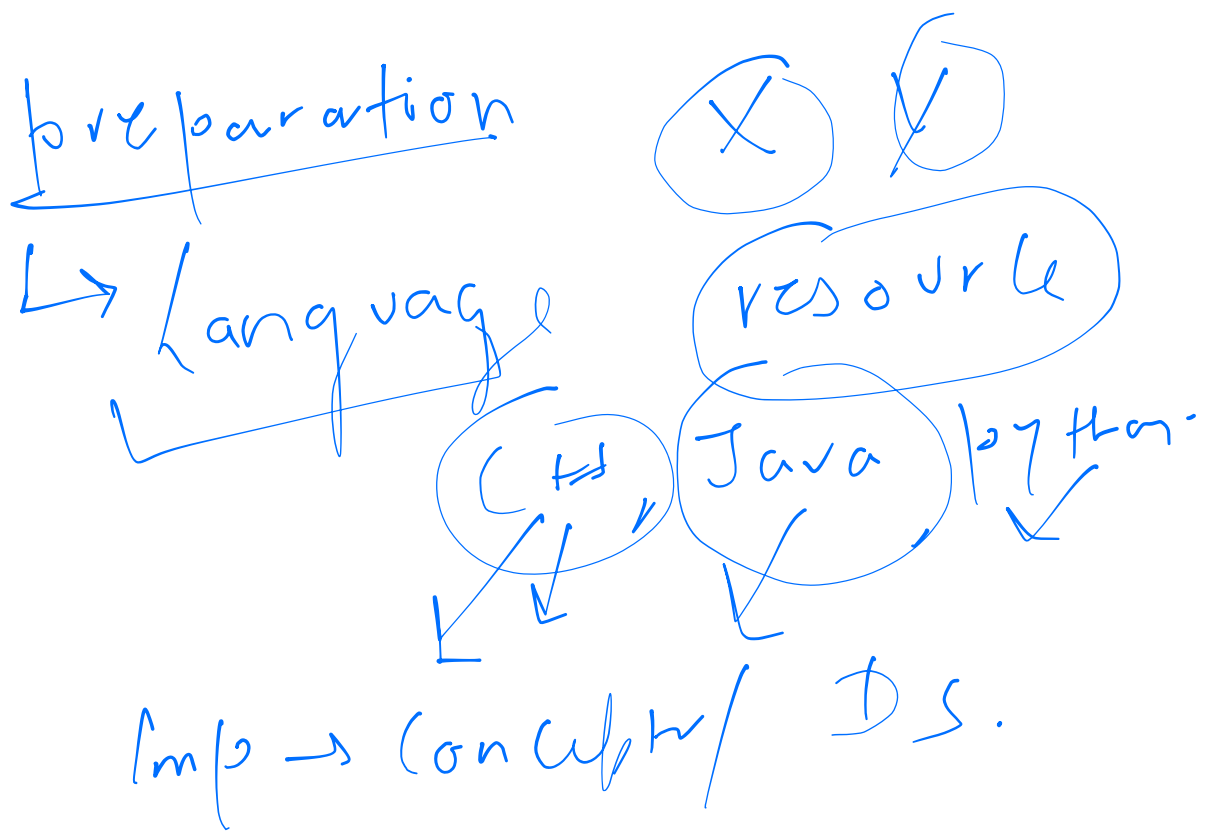 preparation X Y
Language resource
C++, Java, python.
Imp → Concepts / DS.